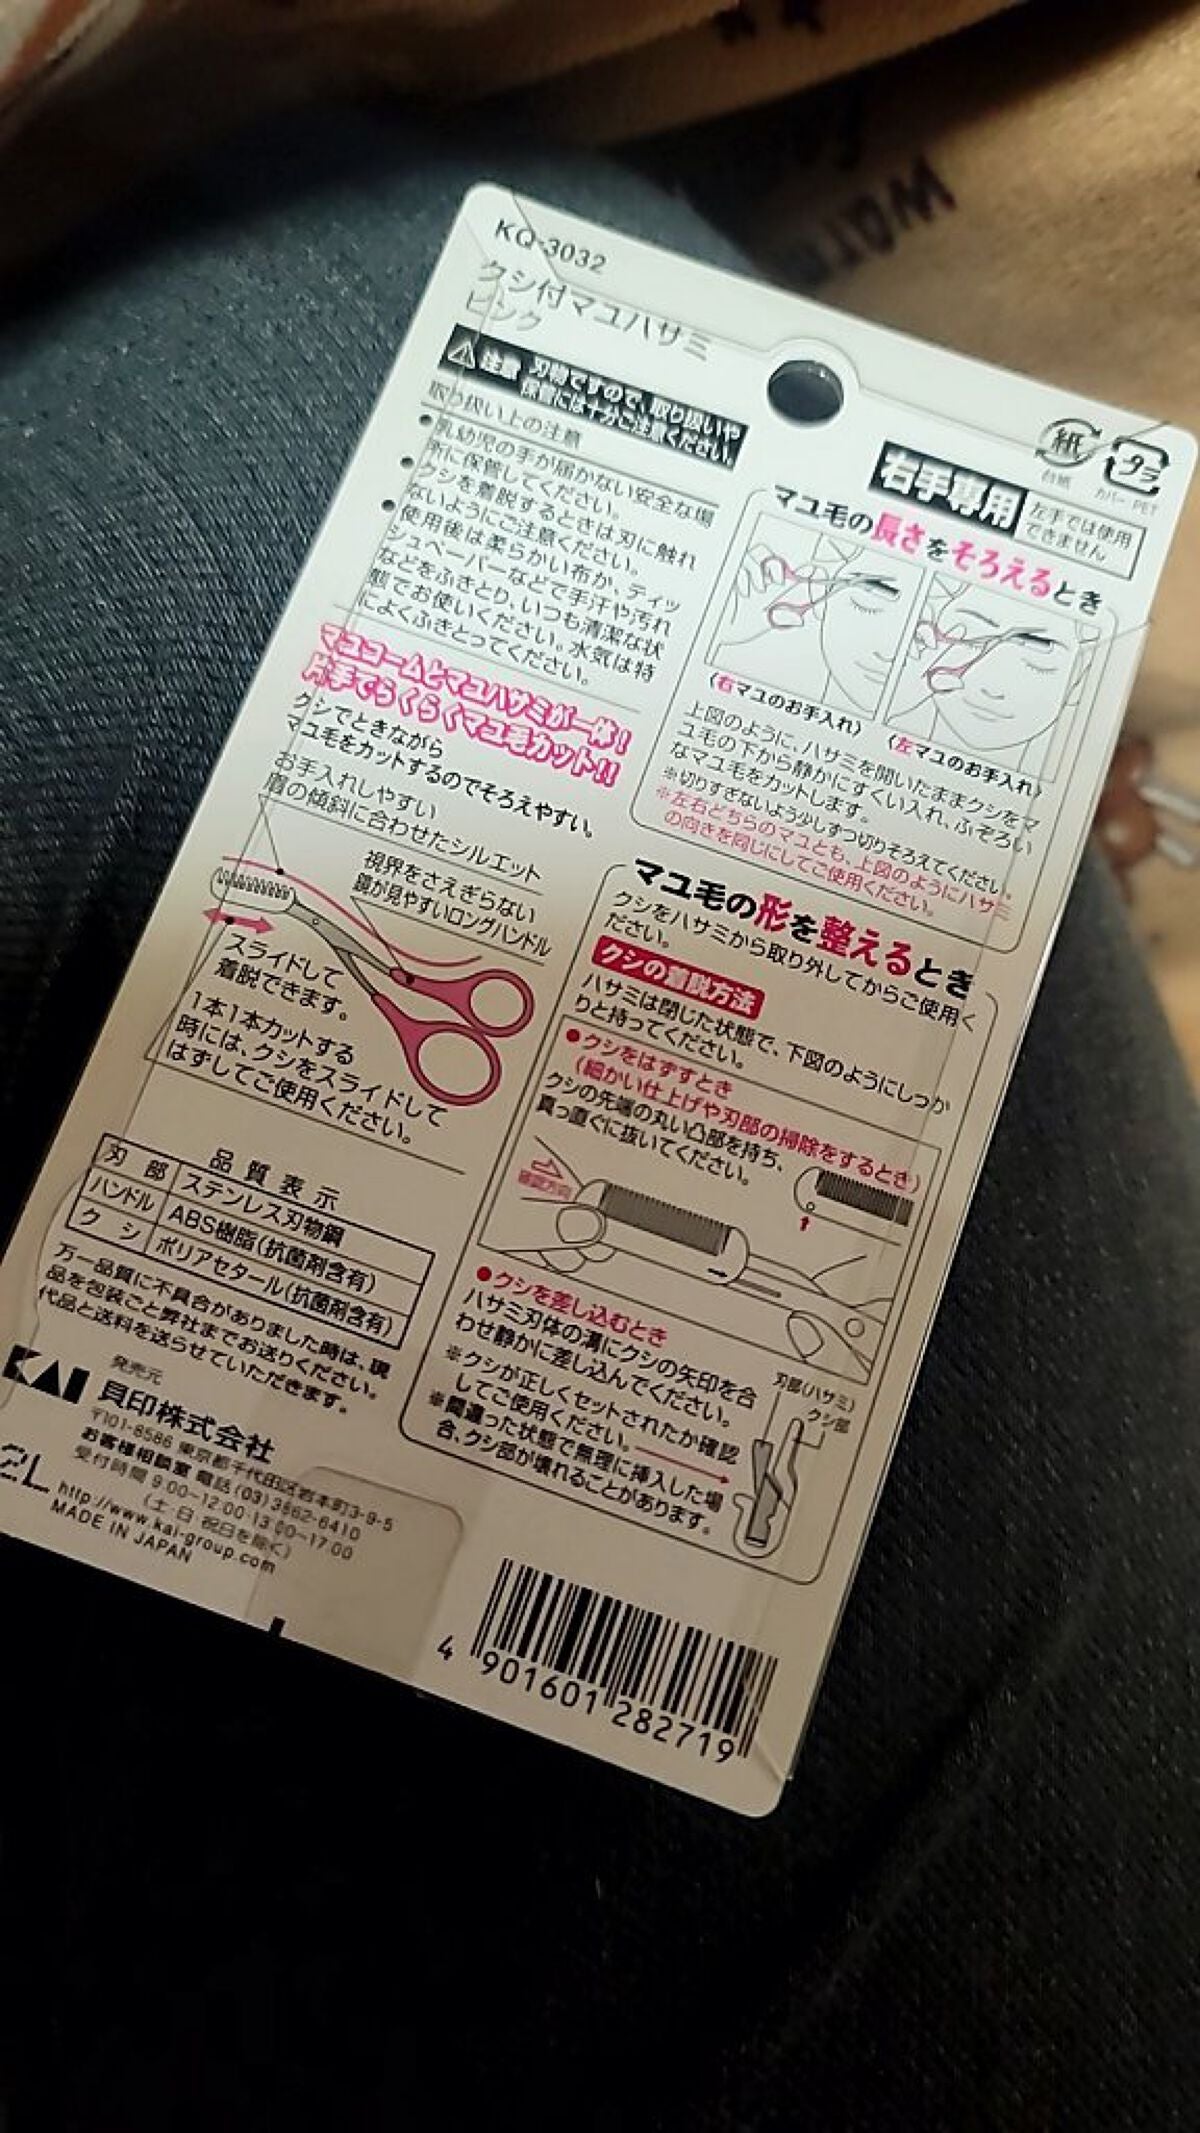 KQ-3032
クシ付マユハサミ
ピンク
注意 刃物ですので、取り扱いや
保管には十分ご注意ください。
取り扱い上の注意
●乳幼児の手が届かない安全な場
所に保管してください。
●クシを着脱するときは刃に触れ
ないようにご注意ください。
●使用後は柔らかい布か、ティッ
シュペーパーなどで手汗や汚れ
などをふきとり、いつも清潔な状
態でお使いください。水気は特
によくふきとってください。
マユコームとマユハサミが一体!
片手でらくらくマユ毛カット!!
クシでときながら
マユ毛をカットするのでそろえやすい。
お手入れしやすい
眉の傾斜に合わせたシルエット
視界をさえぎらない
鏡が見やすいロングハンドル
スライドして
着脱できます。
1本1本カットする
時には、クシをスライドして
はずしてご使用ください。
品質表示
刃部 ステンレス刃物鋼
ハンドル ABS樹脂(抗菌剤含有)
クシ ポリアセタール(抗菌剤含有)
万一品質に不具合がありました時は、現
品を包装ごと弊社までお送りください。
代品と送料を送らせていただきます。
KAI
発売元
貝印株式会社
〒101-8586 東京都千代田区岩本町3-9-5
お客様相談室 電話(03)3862-6410
受付時間 9:00~12:00・13:00~17:00
(土・日・祝日を除く)
http://www.kai-group.com
MADE IN JAPAN
2L
紙
台紙
プラ
カバー・PET
右手専用
左手では使用
できません
マユ毛の長さをそろえるとき
〈右マユのお手入れ〉
〈左マユのお手入れ〉
上図のように、ハサミを開いたままクシをマ
ユ毛の下から静かにすくい入れ、ふぞろい
なマユ毛をカットします。
※切りすぎないよう少しずつ切りそろえてください。
※左右どちらのマユとも、上図のようにハサミ
の向きを同じにしてご使用ください。
マユ毛の形を整えるとき
クシをハサミから取り外してからご使用く
ださい。
クシの着脱方法
ハサミは閉じた状態で、下図のようにしっか
りと持ってください。
●クシをはずすとき
(細かい仕上げや刃部の掃除をするとき)
クシの先端の丸い凸部を持ち、
真っ直ぐに抜いてください。
●クシを差し込むとき
ハサミ刃体の溝にクシの矢印を合
わせ静かに差し込んでください。
※クシが正しくセットされたか確認
してご使用ください。
※間違った状態で無理に挿入した場
合、クシ部が壊れることがあります。
刃部(ハサミ)
クシ部
4 901601 282719